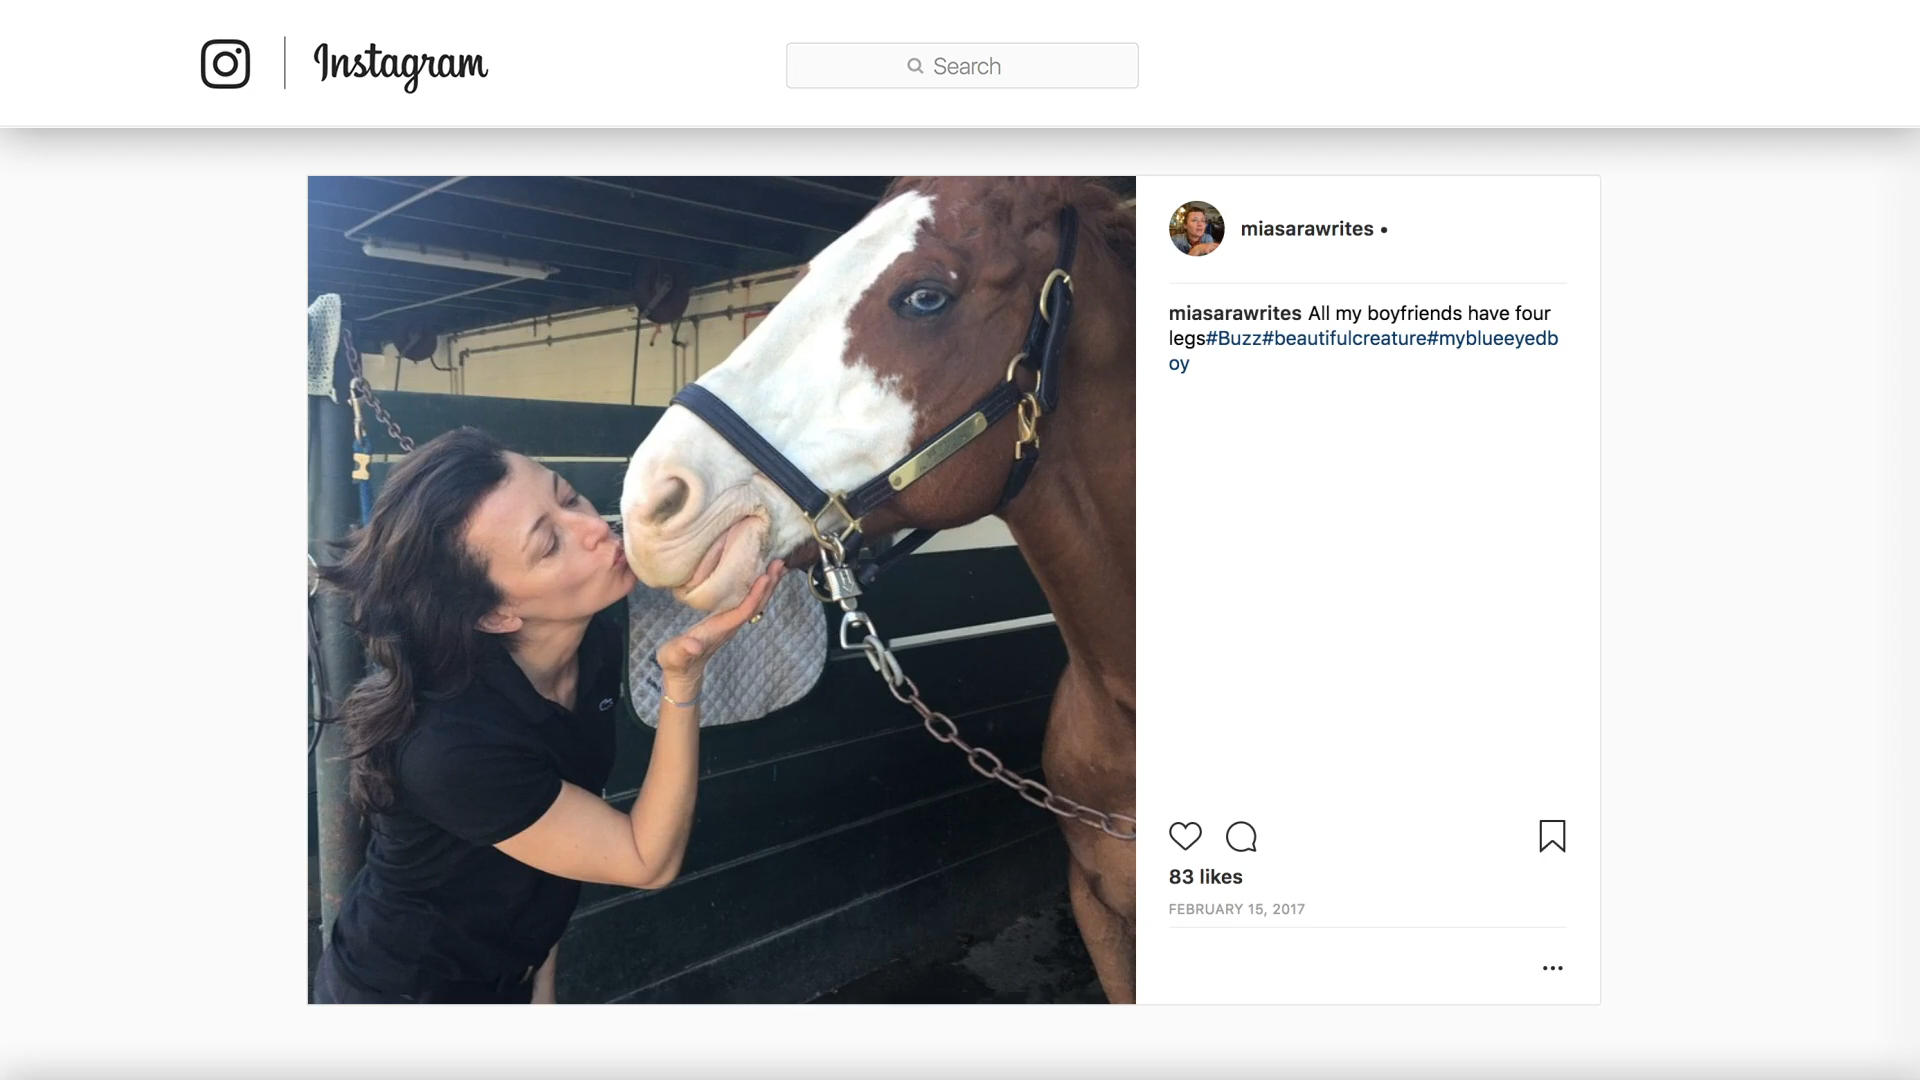 Instagram
Search
miasarawrites •
miasarawrites All my boyfriends have four
legs#Buzz#beautifulcreature#myblueeyedb
oy
83 likes
FEBRUARY 15, 2017